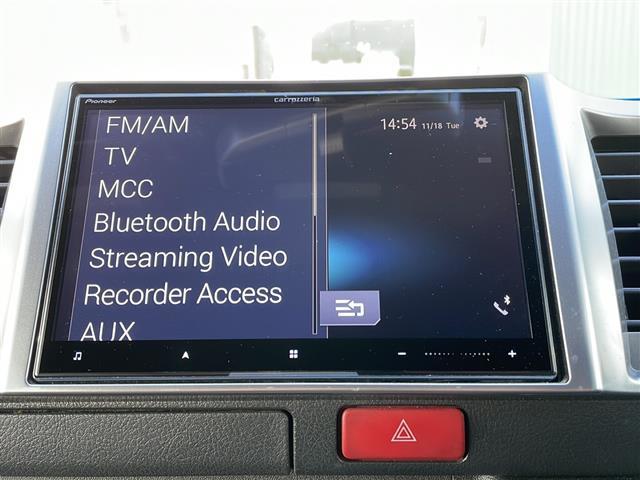 Pioneer
carrozzeria
FM/AM
14:54 11/18 Tue
TV
MCC
Bluetooth Audio
Streaming Video
Recorder Access
AUX